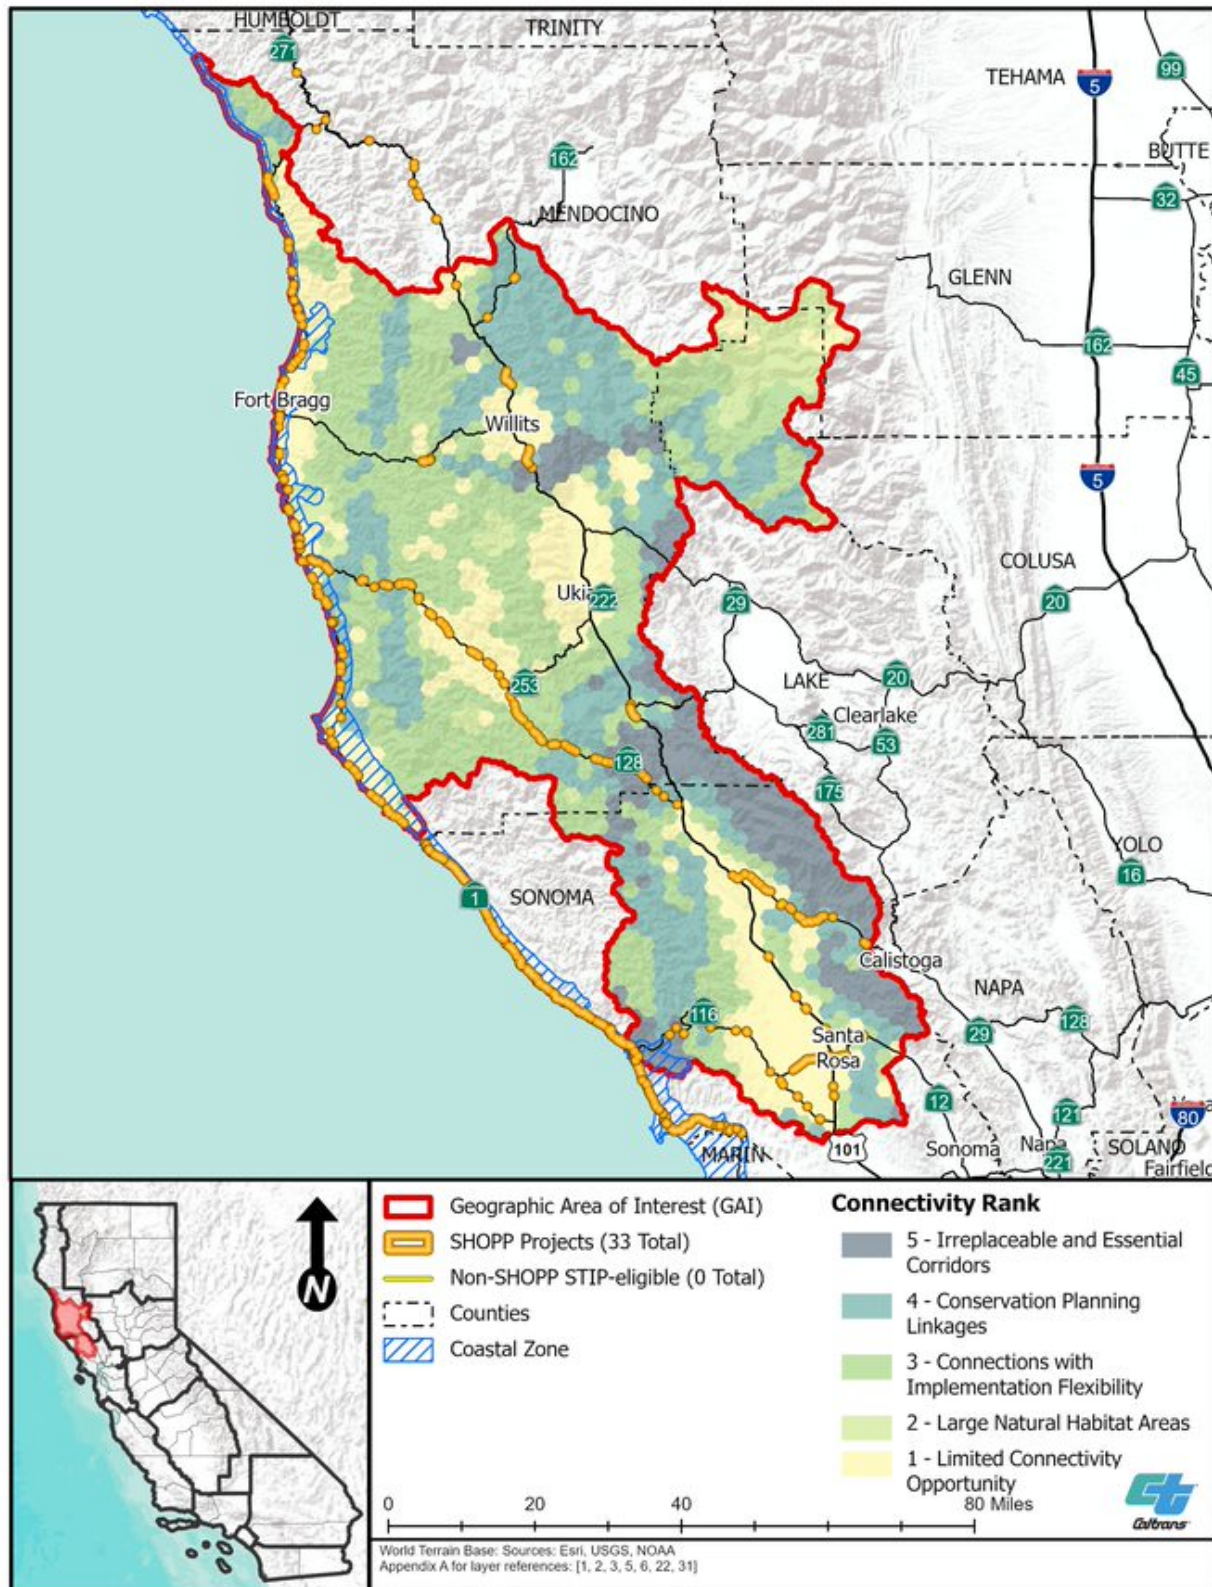 HUMBOLDT
TRINITY
271
TEHAMA
99
5
BUTTE
162
32
MENDOCINO
GLENN
162
45
Fort Bragg
Willits
5
COLUSA
222
29
20
253
LAKE
20
Clearlake
281
53
128
175
YOLO
16
1
SONOMA
Calistoga
NAPA
116
128
29
Santa
Rosa
12
121
80
101
MARIN
Sonoma
Napa
SOLANO
221
Fairfield
N
Geographic Area of Interest (GAI)
SHOPP Projects (33 Total)
Non-SHOPP STIP-eligible (0 Total)
Counties
Coastal Zone
Connectivity Rank
5 - Irreplaceable and Essential
Corridors
4 - Conservation Planning
Linkages
3 - Connections with
Implementation Flexibility
2 - Large Natural Habitat Areas
1 - Limited Connectivity
Opportunity
0 20 40 80 Miles
Caltrans
World Terrain Base: Sources: Esri, USGS, NOAA
Appendix A for layer references: [1, 2, 3, 5, 6, 22, 31]